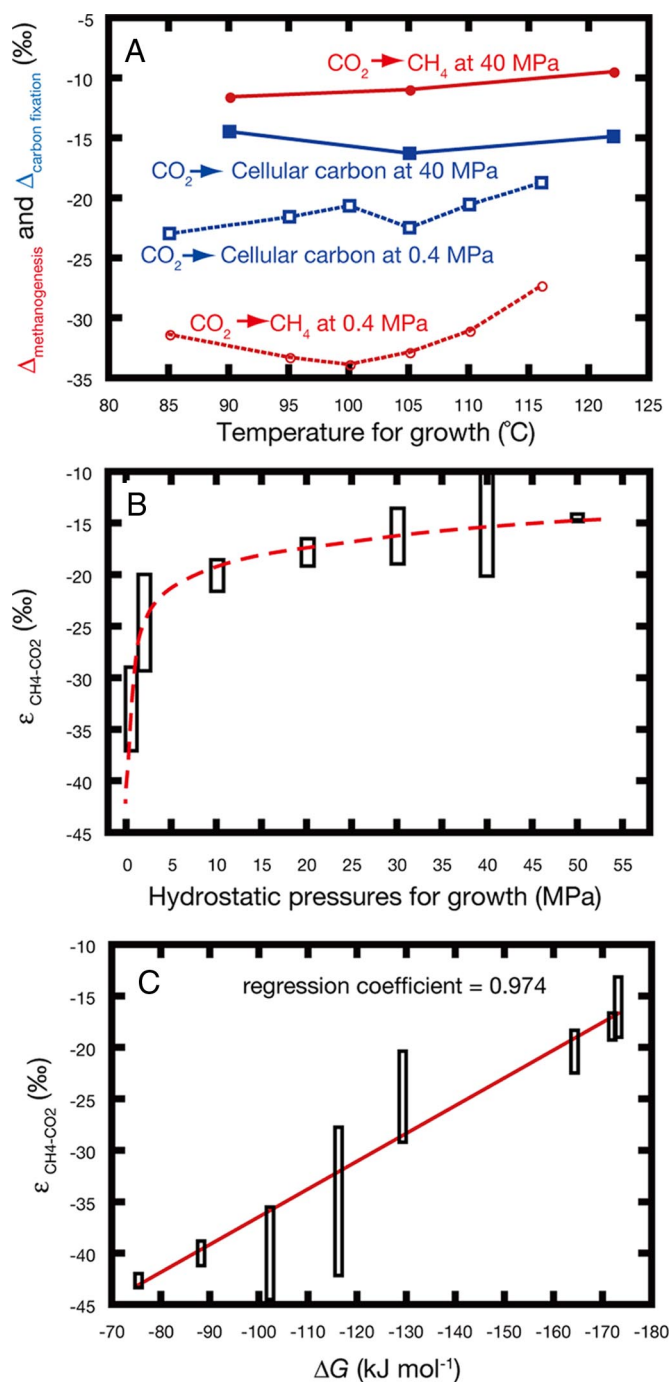 A
Δmethanogenesis and Δcarbon fixation (‰)
-5
-10
-15
-20
-25
-30
-35
CO2 → CH4 at 40 MPa
CO2 → Cellular carbon at 40 MPa
CO2 → Cellular carbon at 0.4 MPa
CO2 → CH4 at 0.4 MPa
80 85 90 95 100 105 110 115 120 125
Temperature for growth (°C)
B
ε CH4-CO2 (‰)
-10
-15
-20
-25
-30
-35
-40
-45
0 5 10 15 20 25 30 35 40 45 50 55
Hydrostatic pressures for growth (MPa)
C
regression coefficient = 0.974
ε CH4-CO2 (‰)
-10
-15
-20
-25
-30
-35
-40
-45
-70 -80 -90 -100 -110 -120 -130 -140 -150 -160 -170 -180
ΔG (kJ mol-1)